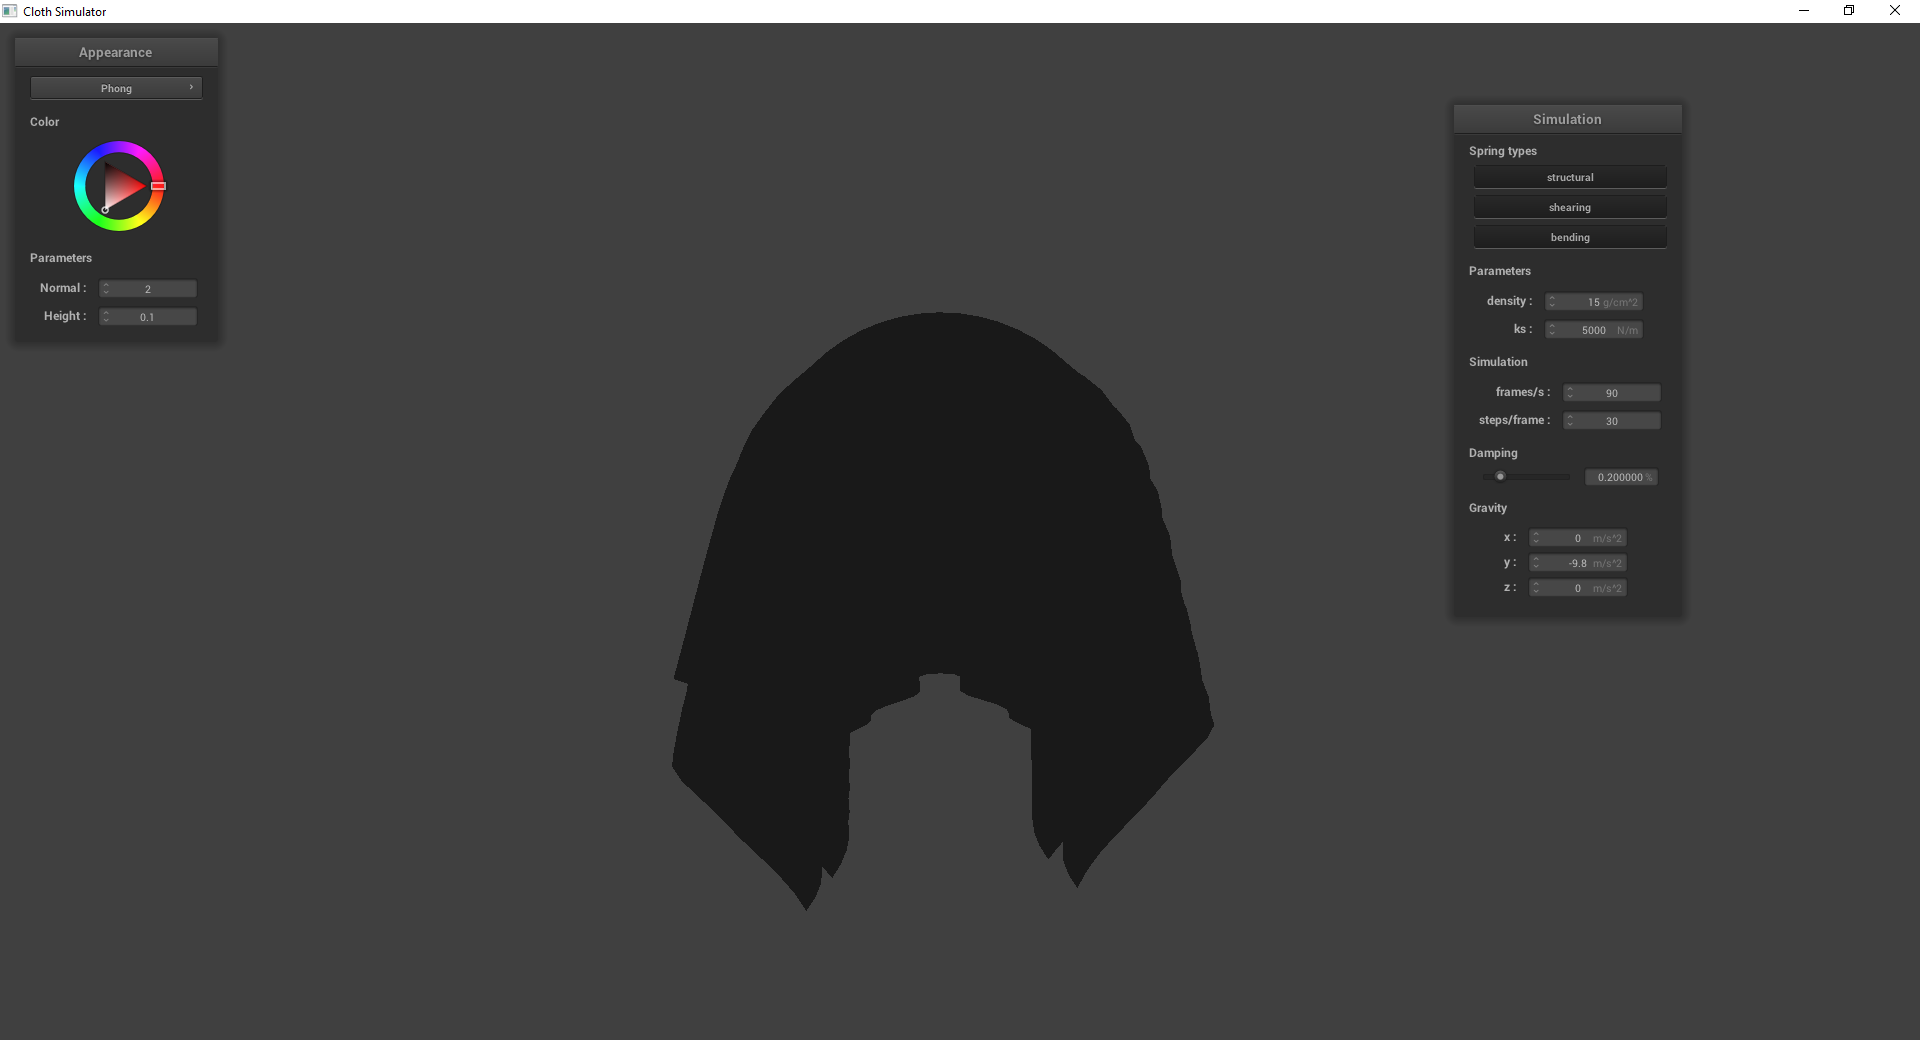 Cloth Simulator
Appearance
Phong
Color
Parameters
Normal : 2
Height : 0.1
Simulation
Spring types
structural
shearing
bending
Parameters
density : 15 g/cm^2
ks : 5000 N/m
Simulation
frames/s : 90
steps/frame : 30
Damping
0.200000 %
Gravity
x : 0 m/s^2
y : -9.8 m/s^2
z : 0 m/s^2